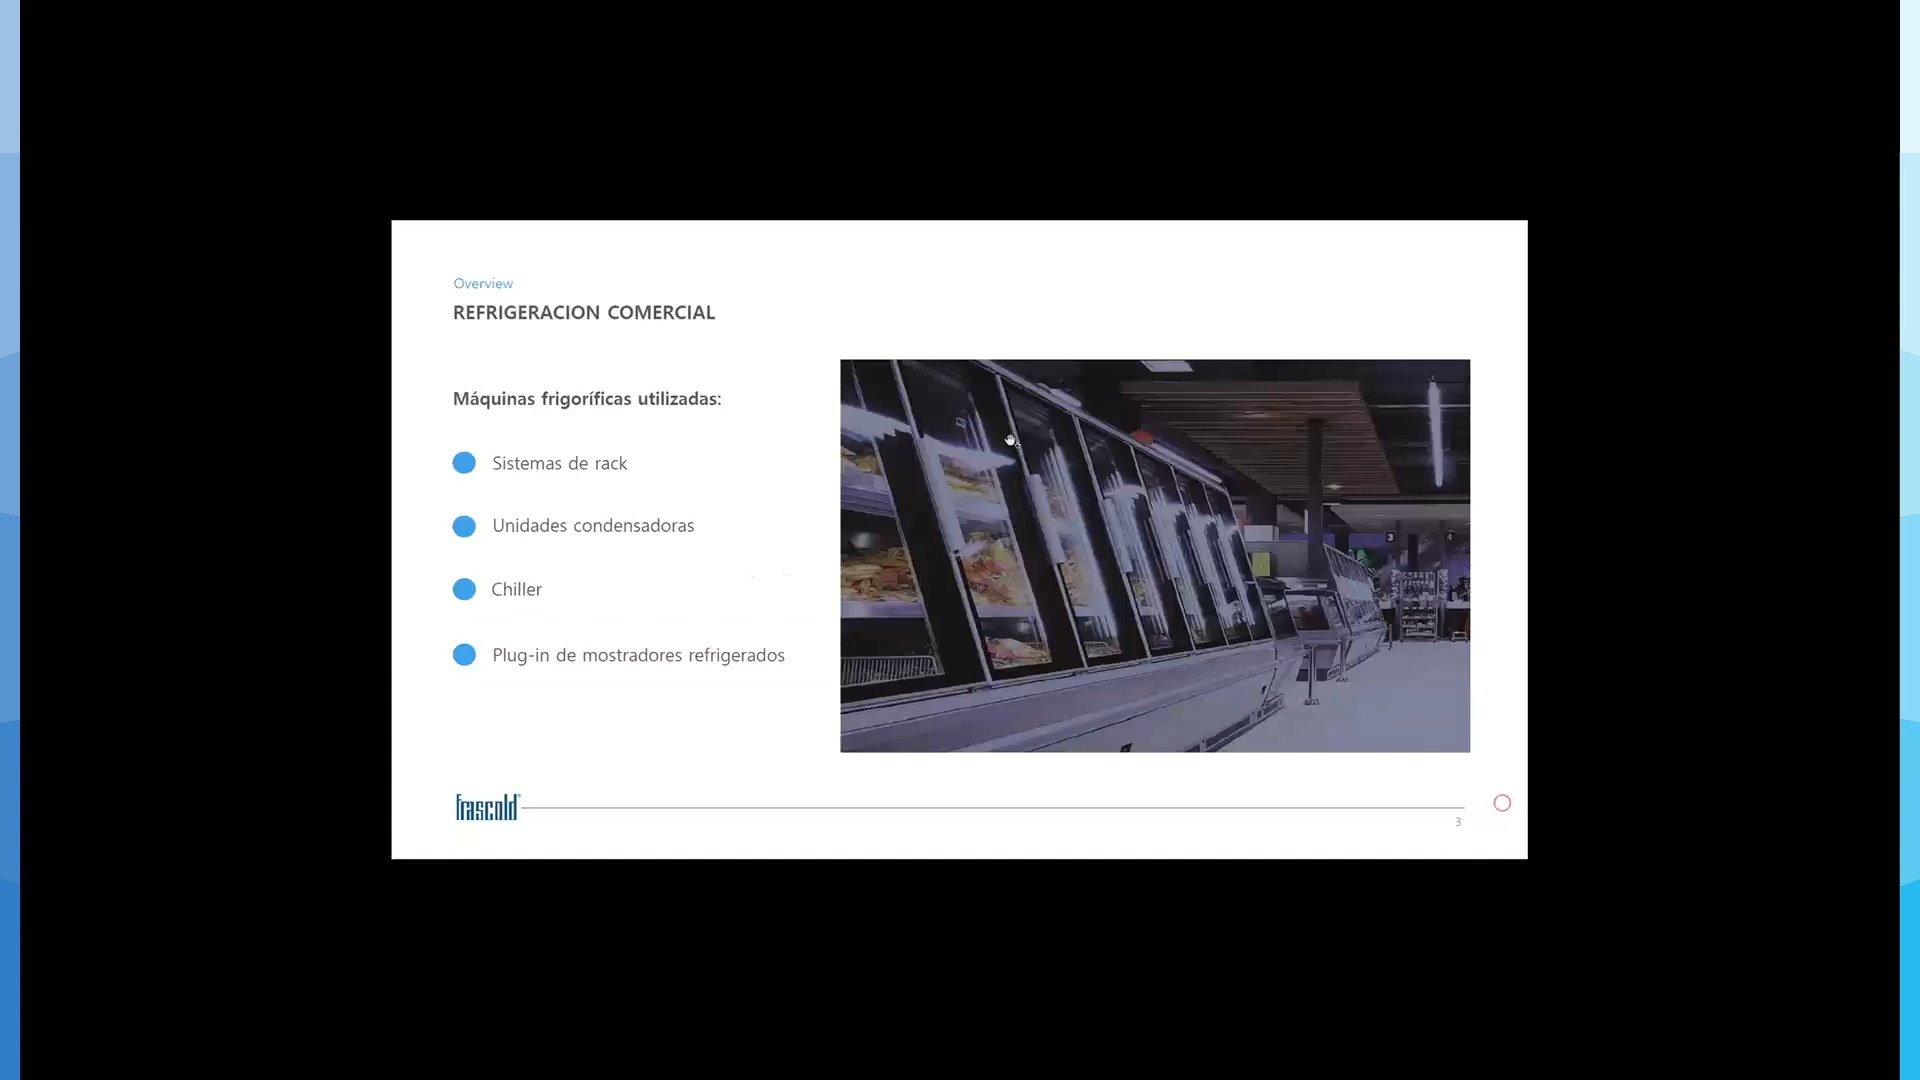 Overview
REFRIGERACION COMERCIAL
Máquinas frigoríficas utilizadas:
Sistemas de rack
Unidades condensadoras
Chiller
Plug-in de mostradores refrigerados
frascold
3